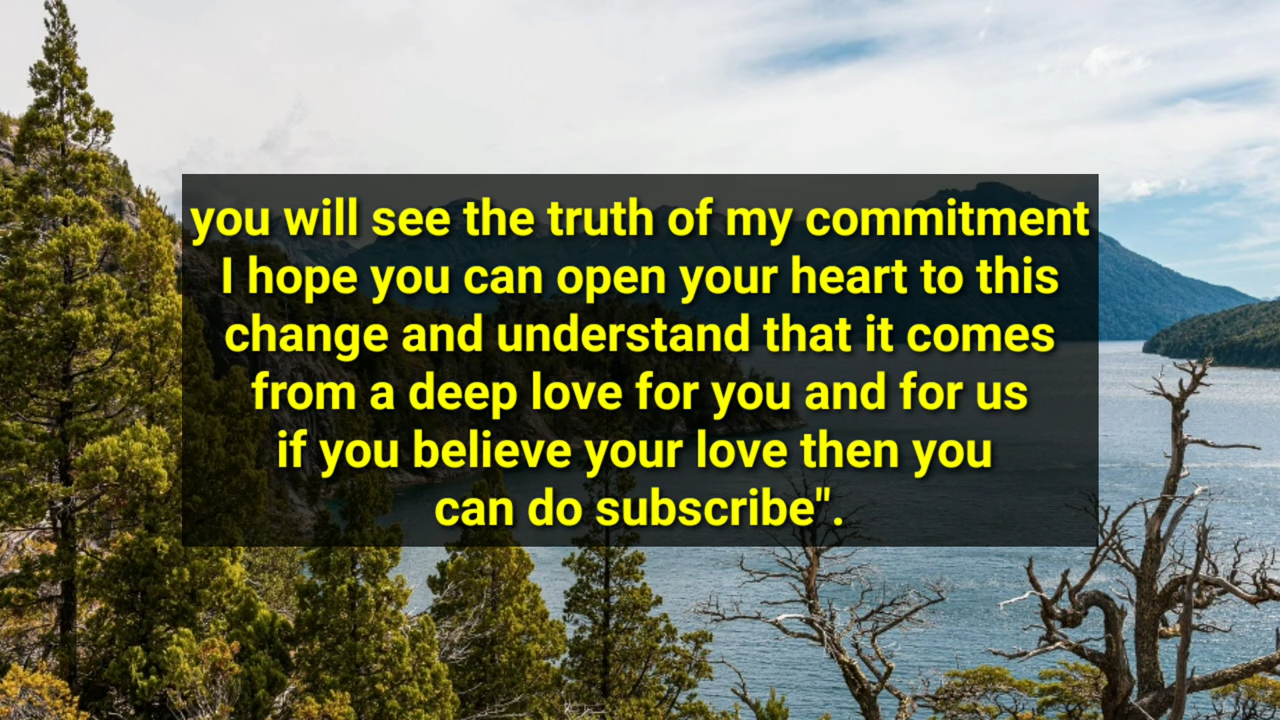 you will see the truth of my commitment
I hope you can open your heart to this
change and understand that it comes
from a deep love for you and for us
if you believe your love then you
can do subscribe".